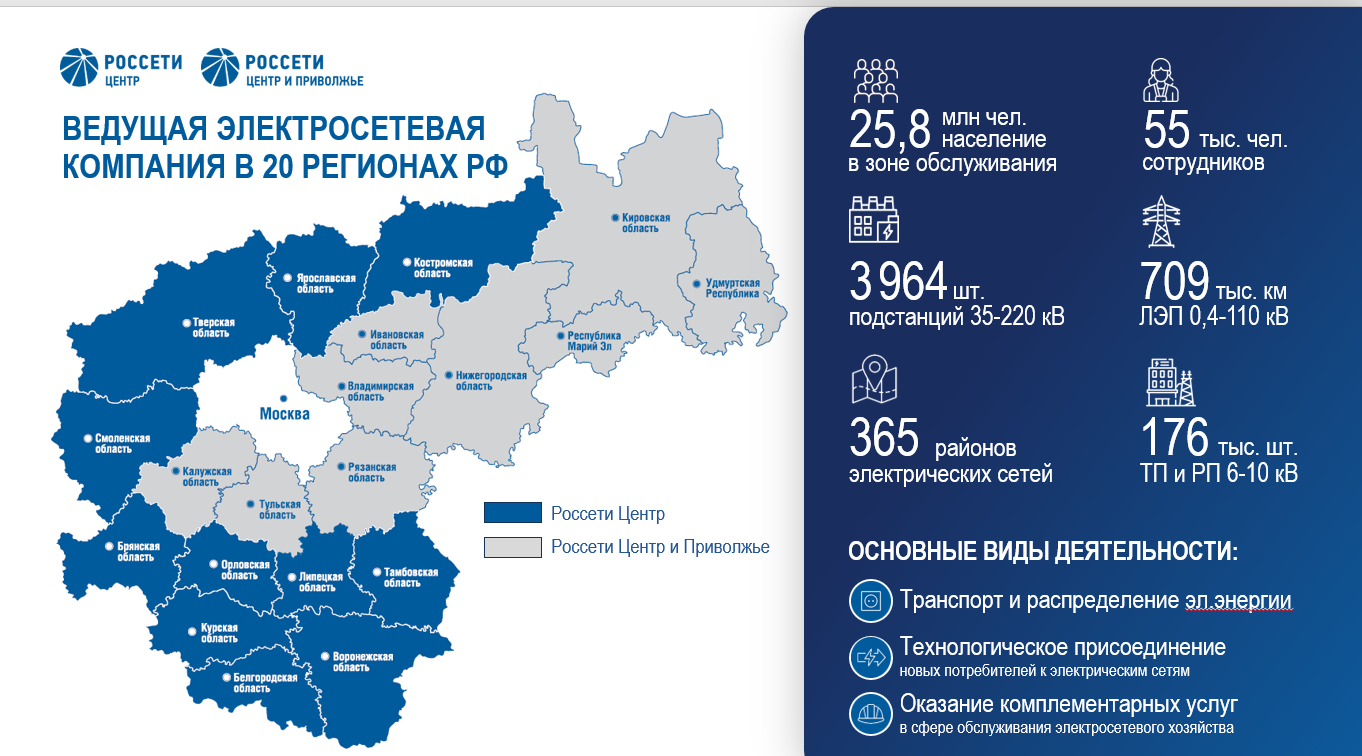 РОССЕТИ
ЦЕНТР
РОССЕТИ
ЦЕНТР И ПРИВОЛЖЬЕ
ВЕДУЩАЯ ЭЛЕКТРОСЕТЕВАЯ
КОМПАНИЯ В 20 РЕГИОНАХ РФ
Кировская
область
Удмуртская
Республика
Костромская
область
Ярославская
область
Тверская
область
Ивановская
область
Республика
Марий Эл
Нижегородская
область
Владимирская
область
Москва
Смоленская
область
Калужская
область
Рязанская
область
Тульская
область
Брянская
область
Орловская
область
Липецкая
область
Тамбовская
область
Курская
область
Воронежская
область
Белгородская
область
Россети Центр
Россети Центр и Приволжье
25,8 млн чел.
население
в зоне обслуживания
55 тыс. чел.
сотрудников
3 964 шт.
подстанций 35-220 кВ
709 тыс. км
ЛЭП 0,4-110 кВ
365 районов
электрических сетей
176 тыс. шт.
ТП и РП 6-10 кВ
ОСНОВНЫЕ ВИДЫ ДЕЯТЕЛЬНОСТИ:
Транспорт и распределение эл.энергии
Технологическое присоединение
новых потребителей к электрическим сетям
Оказание комплементарных услуг
в сфере обслуживания электросетевого хозяйства